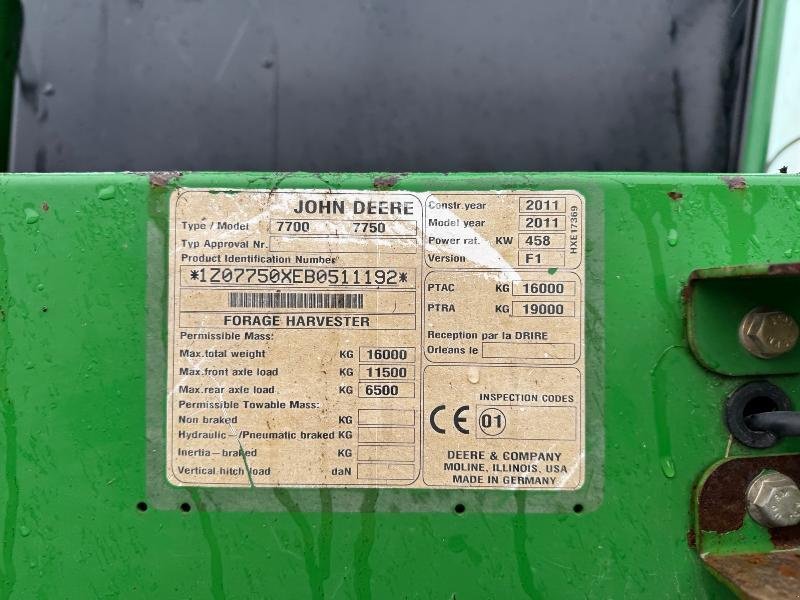 JOHN DEERE
Type / Model 7700 7750
Typ Approval Nr.
Product Identification Number
*1Z07750XEB0511192*
FORAGE HARVESTER
Permissible Mass:
Max.total weight KG 16000
Max.front axle load KG 11500
Max.rear axle load KG 6500
Permissible Towable Mass:
Non braked KG
Hydraulic-/Pneumatic braked KG
Inertia-braked KG
Vertical hitch load daN
Constr.year 2011
Model year 2011
Power rat. KW 458
Version F1
HXE17369
PTAC KG 16000
PTRA KG 19000
Reception par la DRIRE
Orleans le
INSPECTION CODES
CE 01
DEERE & COMPANY
MOLINE, ILLINOIS, USA
MADE IN GERMANY